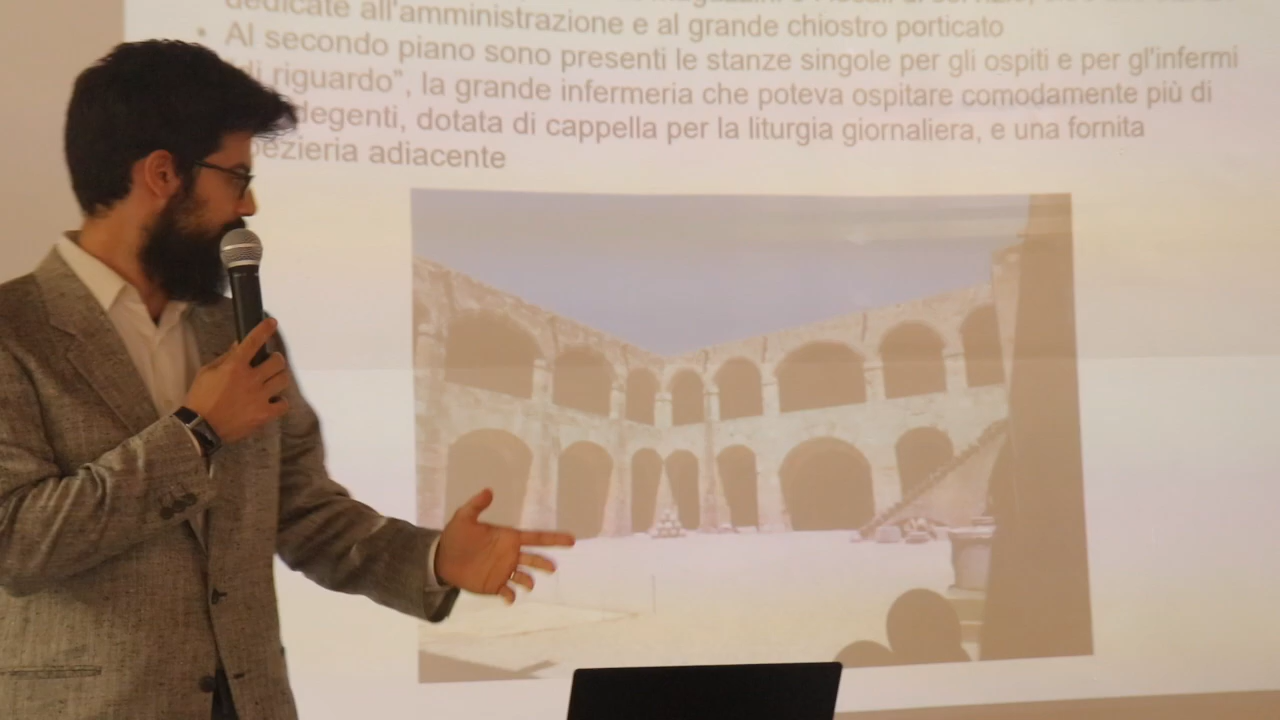 dedicate all'amministrazione e al grande chiostro porticato
• Al secondo piano sono presenti le stanze singole per gli ospiti e per gl'infermi
di riguardo", la grande infermeria che poteva ospitare comodamente più di
degenti, dotata di cappella per la liturgia giornaliera, e una fornita
adiacente